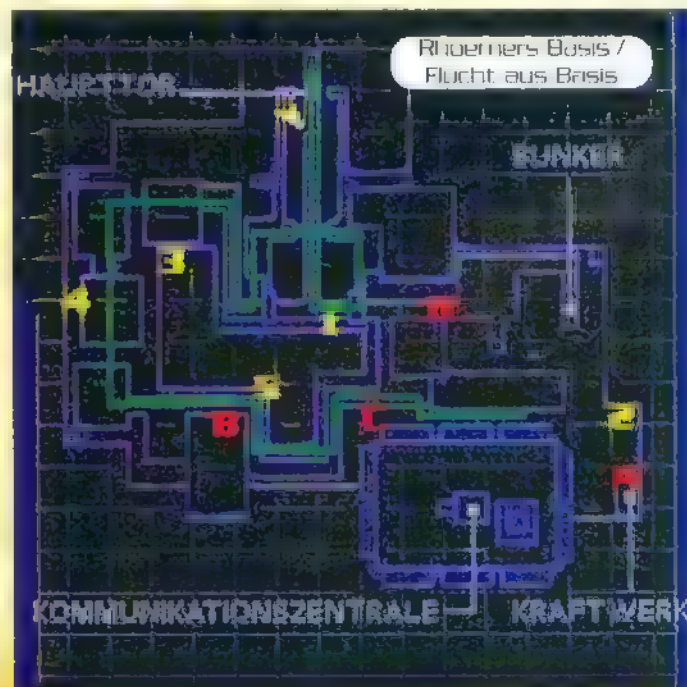 Rhoemers Basis /
Flucht aus Basis
HAUPTTOR
BUNKER
KOMMUNIKATIONSZENTRALE
KRAFTWERK